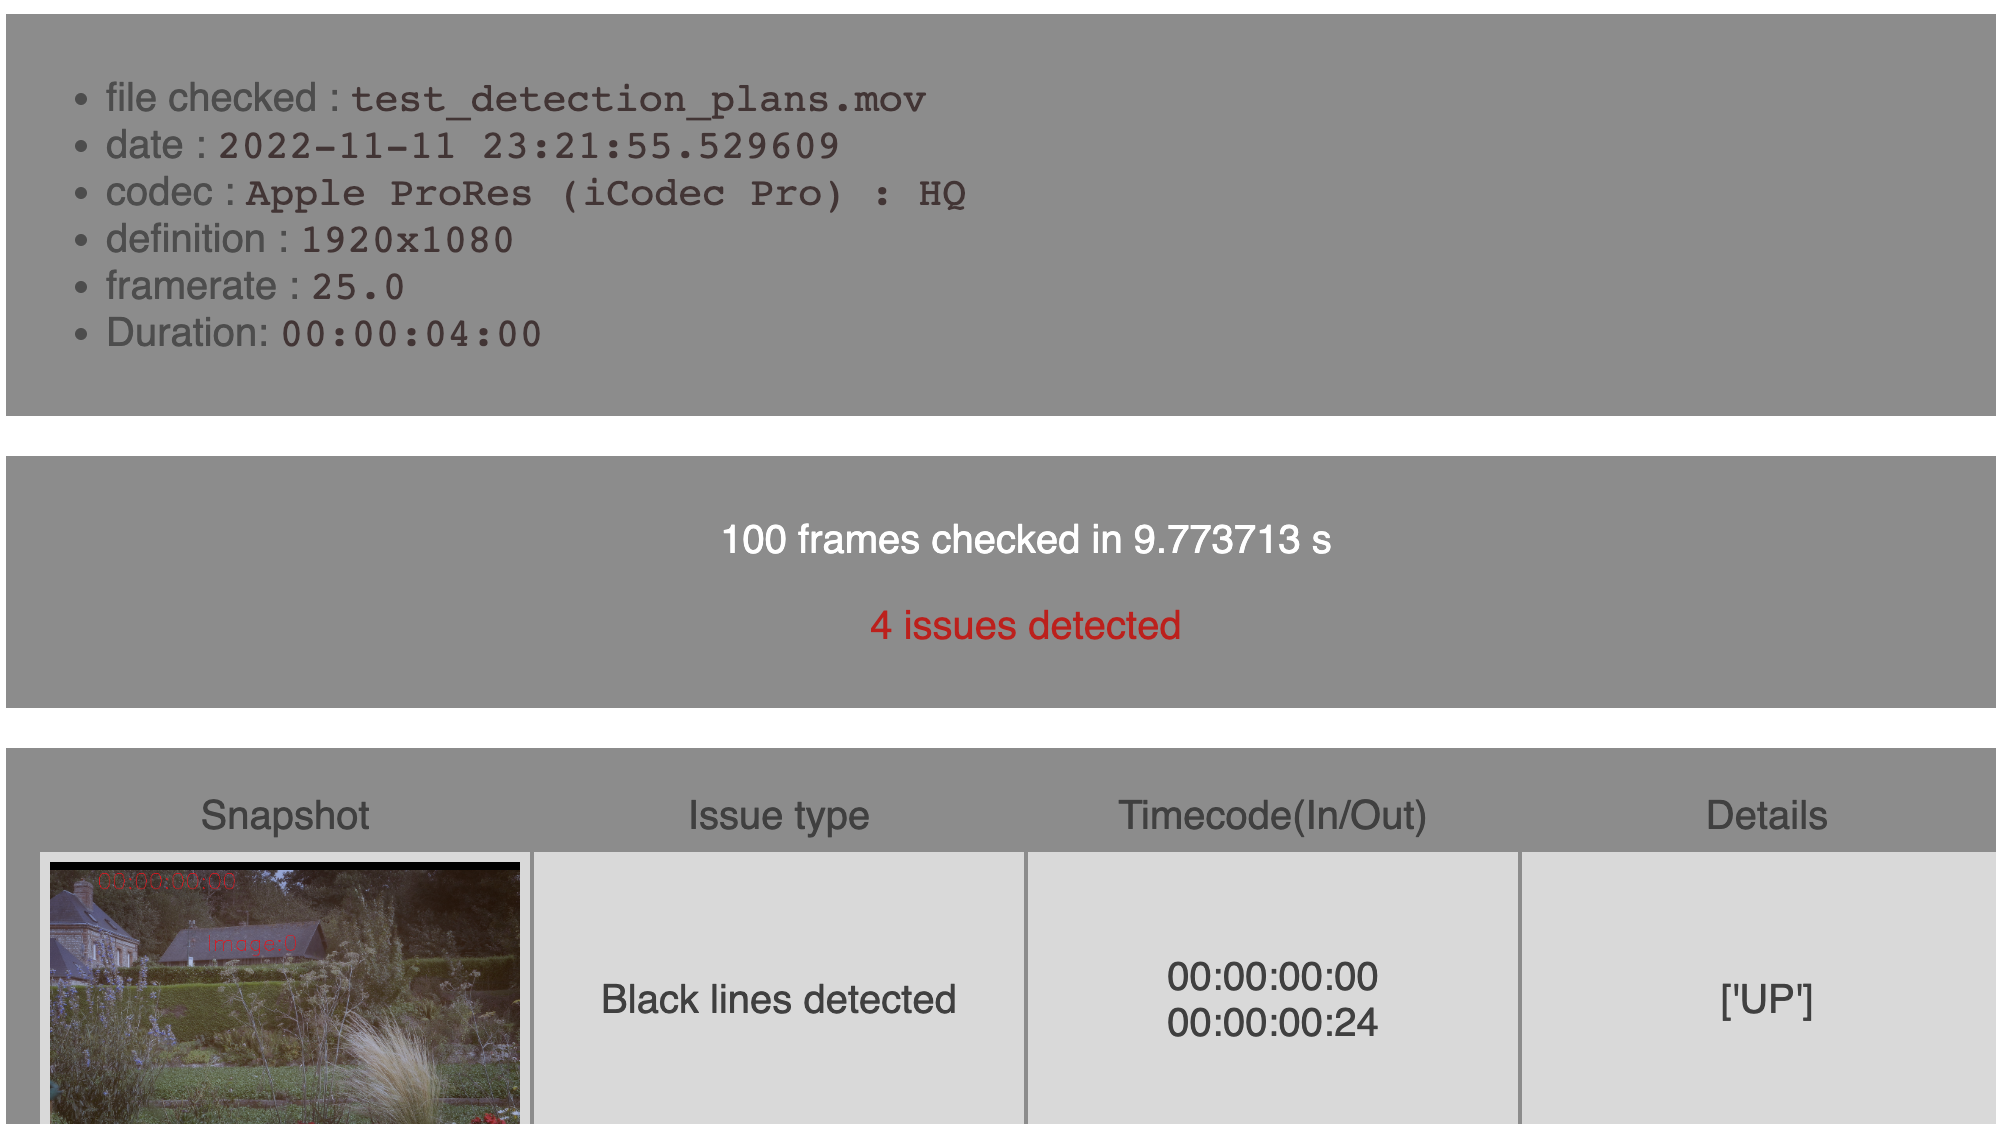 file checked : test_detection_plans.mov
date : 2022-11-11 23:21:55.529609
codec : Apple ProRes (iCodec Pro) : HQ
definition : 1920x1080
framerate : 25.0
Duration: 00:00:04:00
100 frames checked in 9.773713 s
4 issues detected
Snapshot Issue type Timecode(In/Out) Details
00:00:00:00
Image:0
Black lines detected
00:00:00:00
00:00:00:24
['UP']